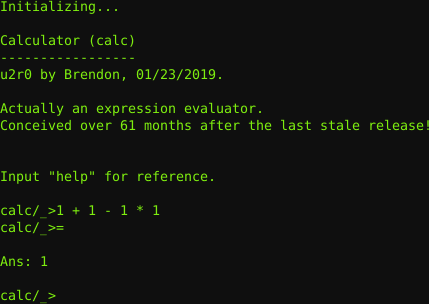 Initializing...
Calculator (calc)
-----------------
u2r0 by Brendon, 01/23/2019.
Actually an expression evaluator.
Conceived over 61 months after the last stale release!
Input "help" for reference.
calc/_>1 + 1 - 1 * 1
calc/_>=
Ans: 1
calc/_>